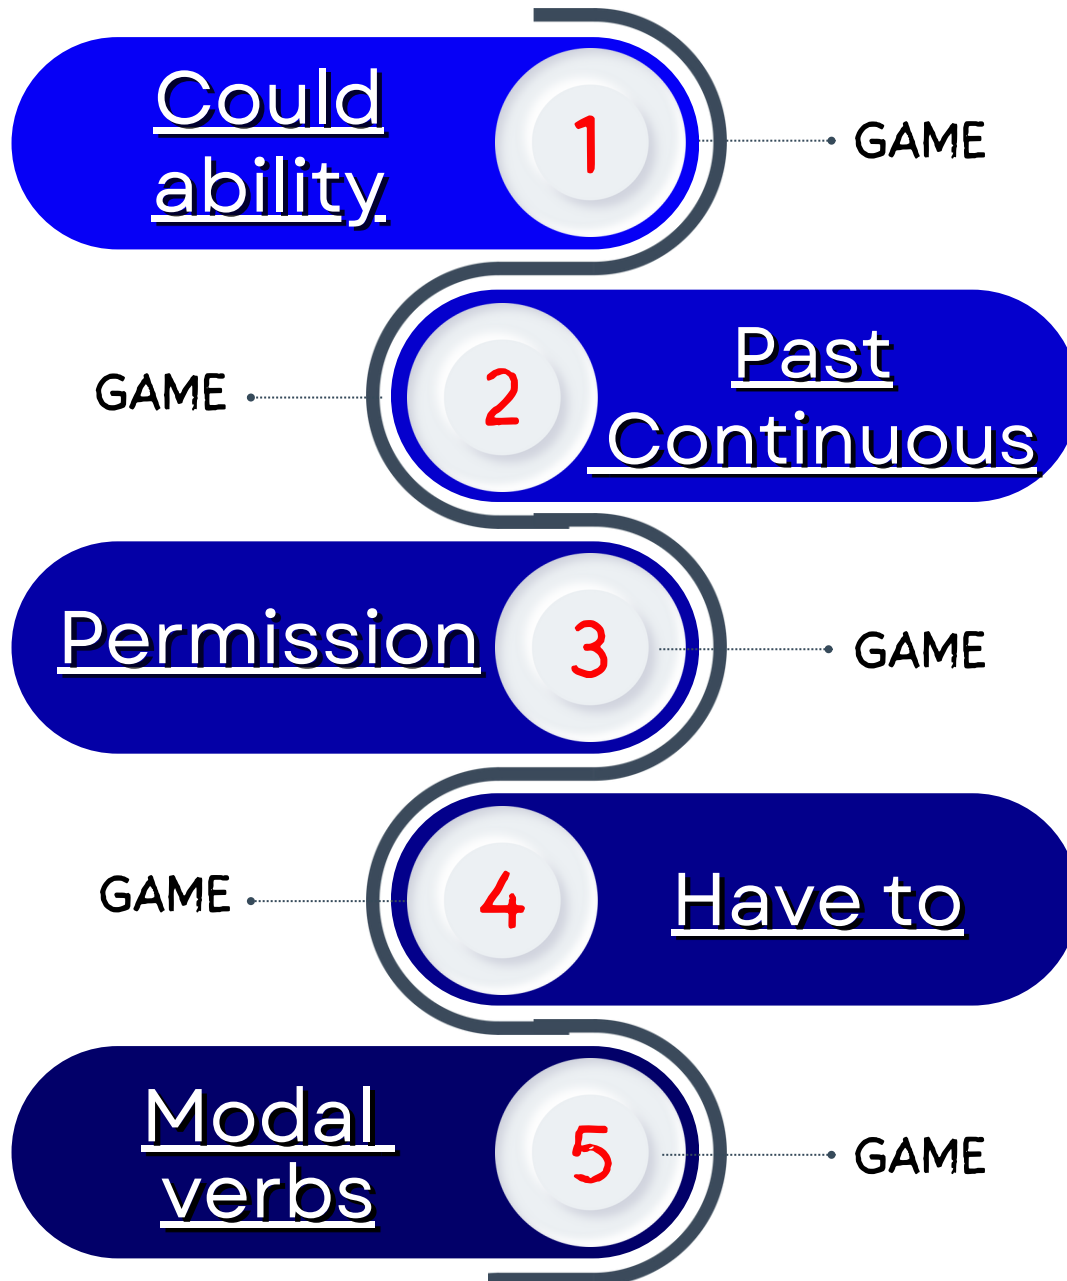 Could
ability
1
GAME
GAME
2
Past
Continuous
Permission
3
GAME
GAME
4
Have to
Modal
verbs
5
GAME